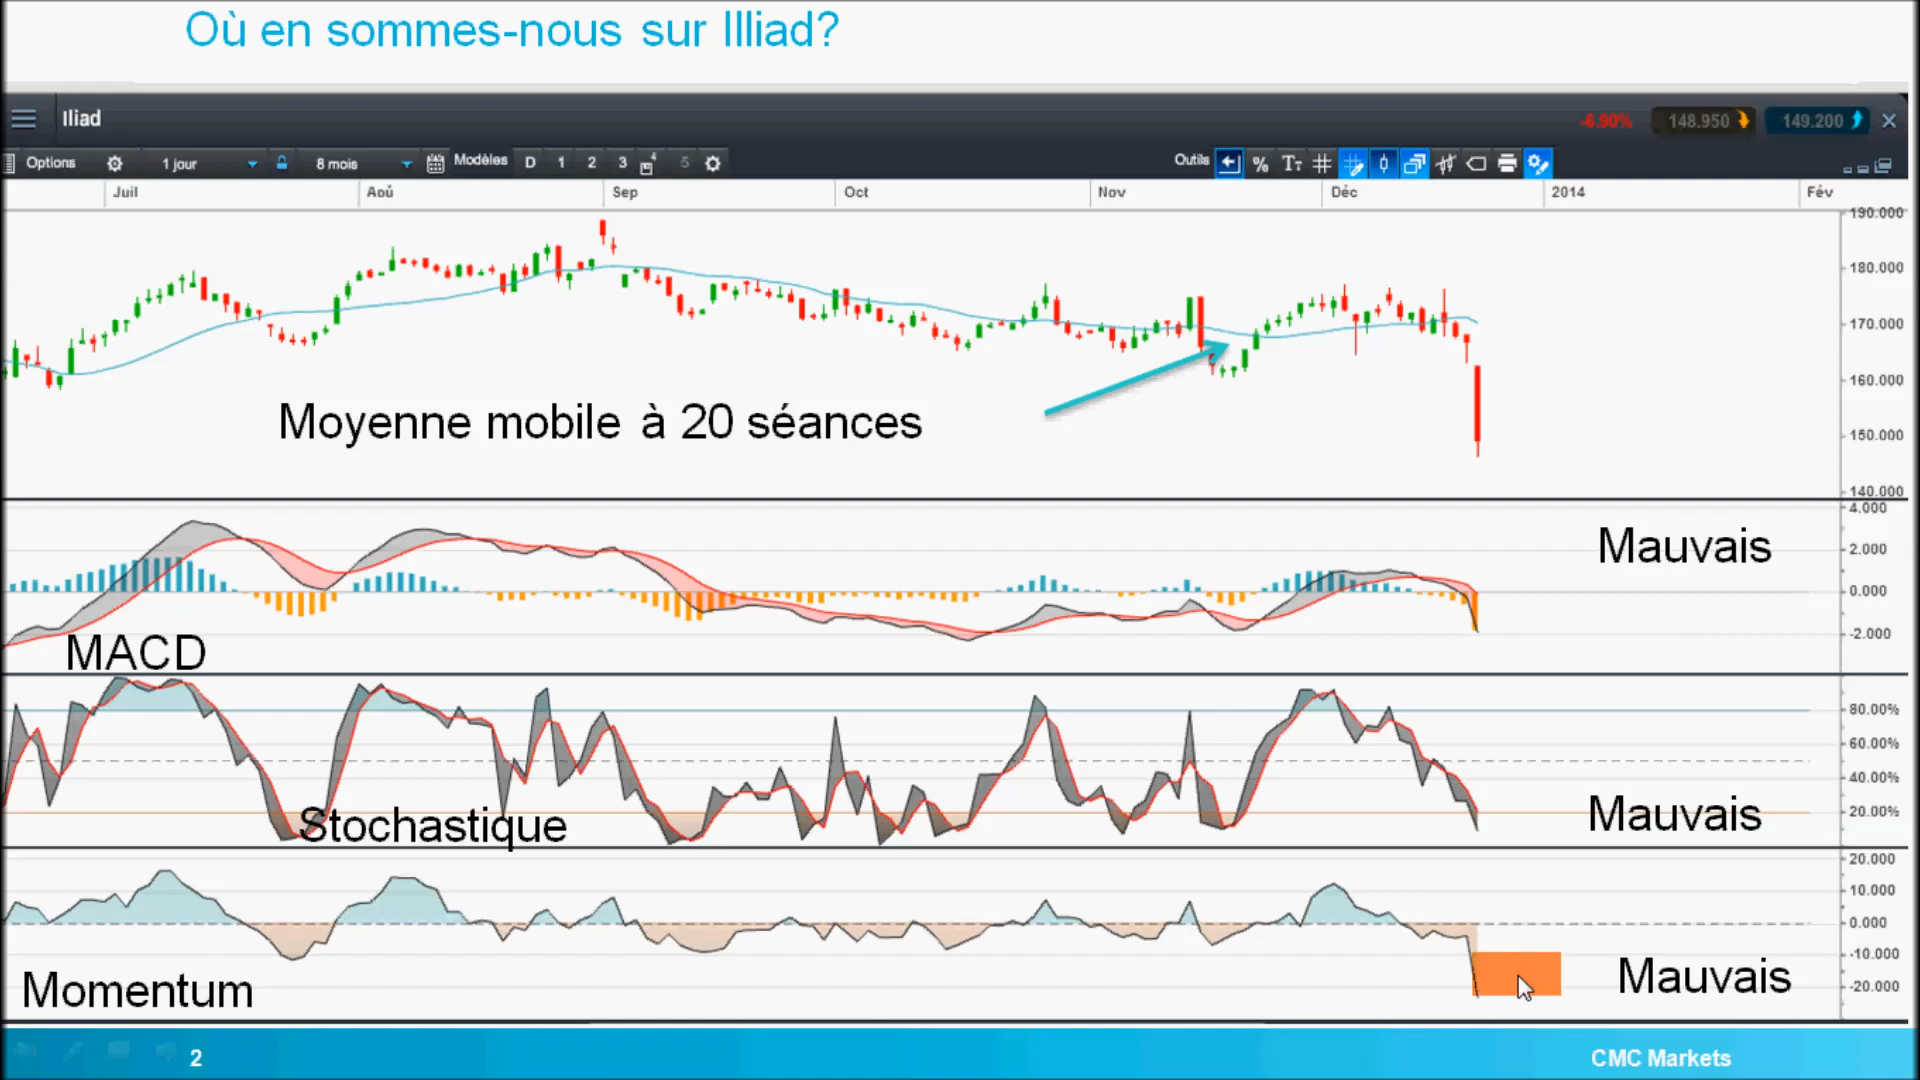 Où en sommes-nous sur Illiad?
Iliad
-6.90%
148.950
149.200
Options
1 jour
8 mois
Modèles
D
1
2
3
4
5
Outils
%
Juil
Aoû
Sep
Oct
Nov
Déc
2014
Fév
190.000
180.000
170.000
160.000
150.000
140.000
Moyenne mobile à 20 séances
4.000
2.000
0.000
-2.000
Mauvais
MACD
80.00%
60.00%
40.00%
20.00%
Stochastique
Mauvais
20.000
10.000
0.000
-10.000
-20.000
Momentum
Mauvais
2
CMC Markets